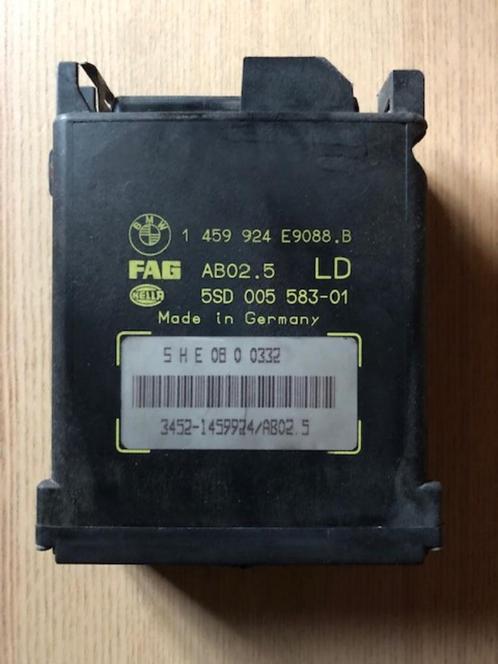 BMW
1 459 924 E9088.B
FAG AB02.5 LD
HELLA 5SD 005 583-01
Made in Germany
S H E 08 0 0332
3452-1459924/AB02.5